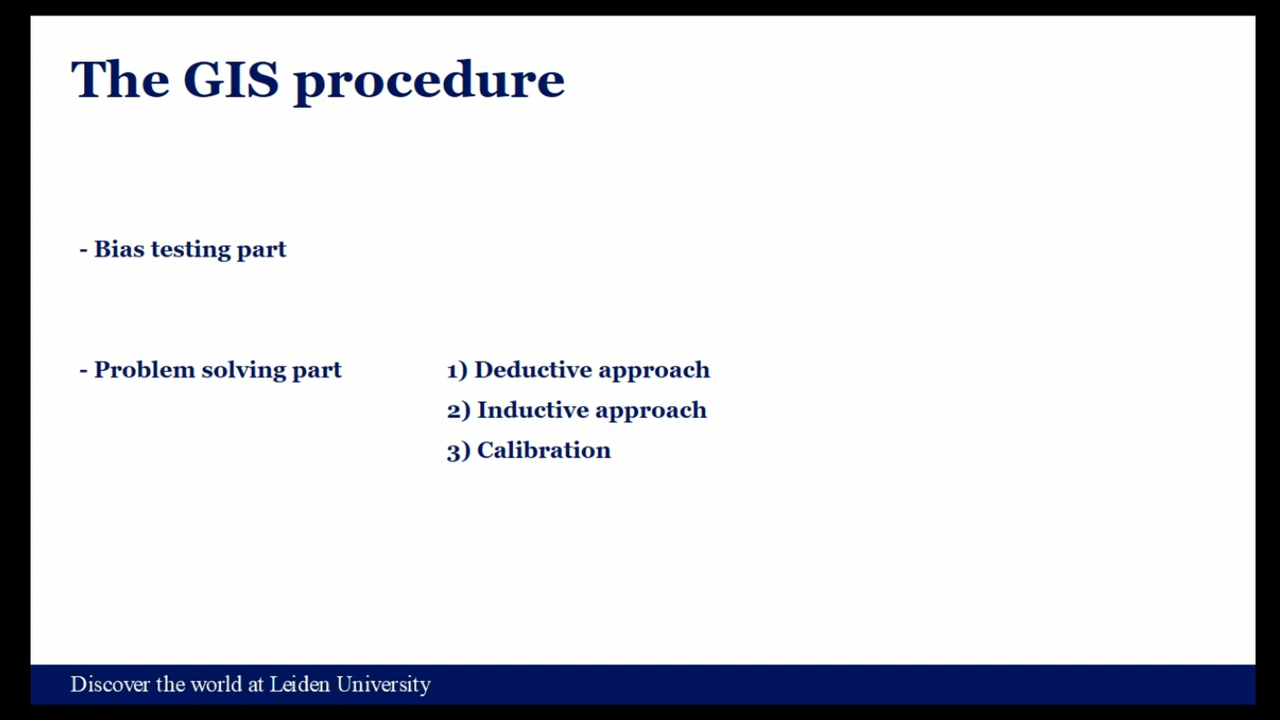 The GIS procedure
- Bias testing part
- Problem solving part 1) Deductive approach
2) Inductive approach
3) Calibration
Discover the world at Leiden University